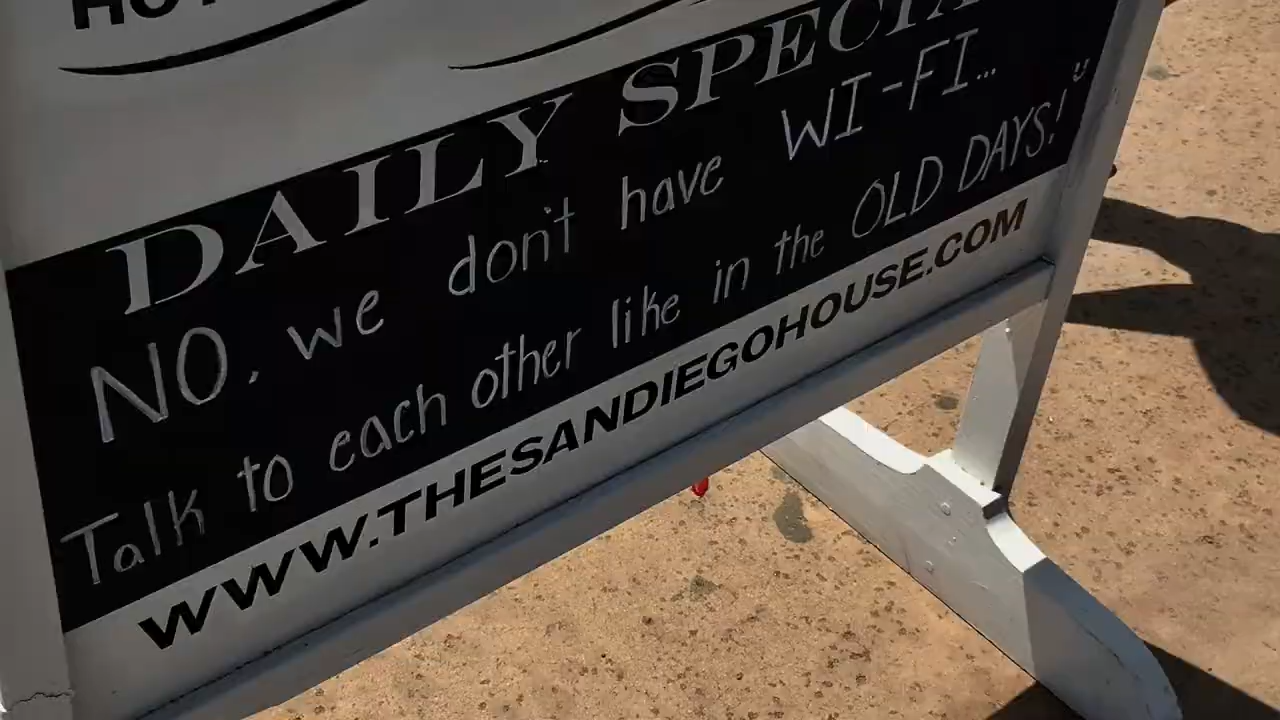 DAILY SPECIA
NO, we don't have WI-FI...
Talk to each other like in the OLD DAYS!
WWW.THESANDIEGOHOUSE.COM